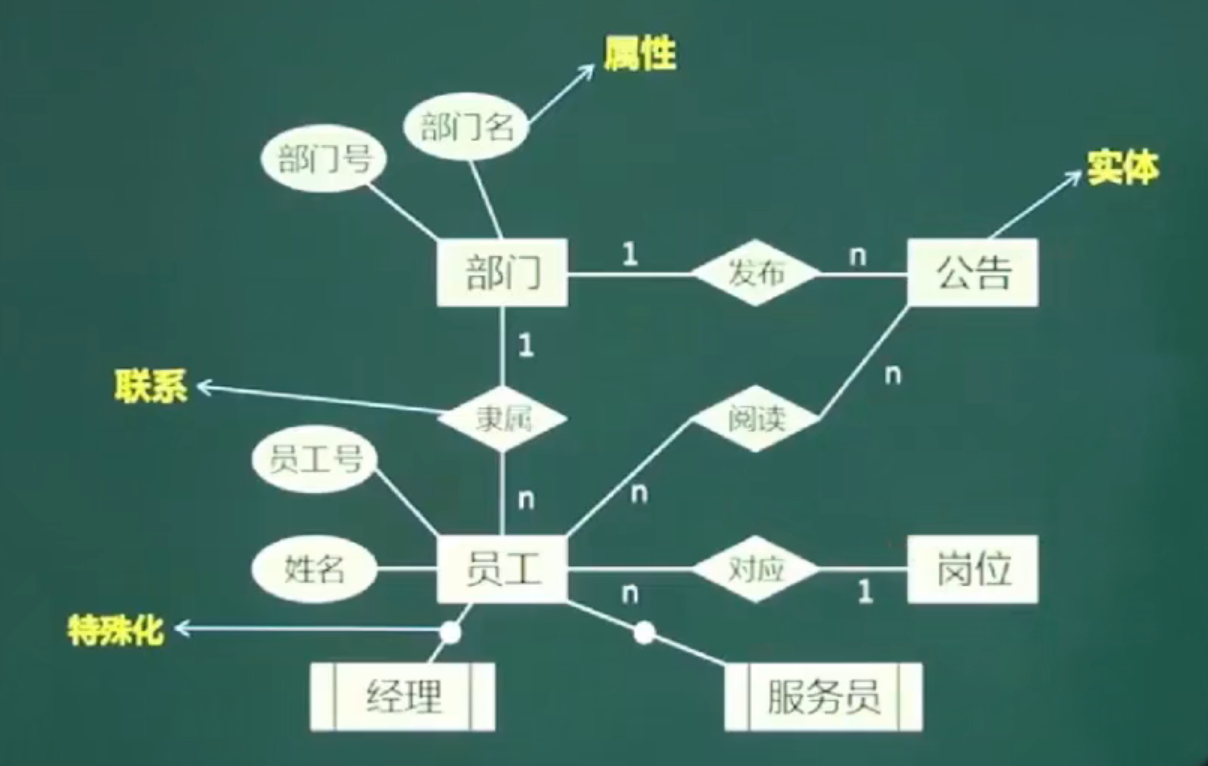 属性
部门名
部门号
实体
部门
1
发布
n
公告
1
n
联系
隶属
阅读
员工号
n
n
姓名
员工
对应
岗位
n
1
特殊化
经理
服务员